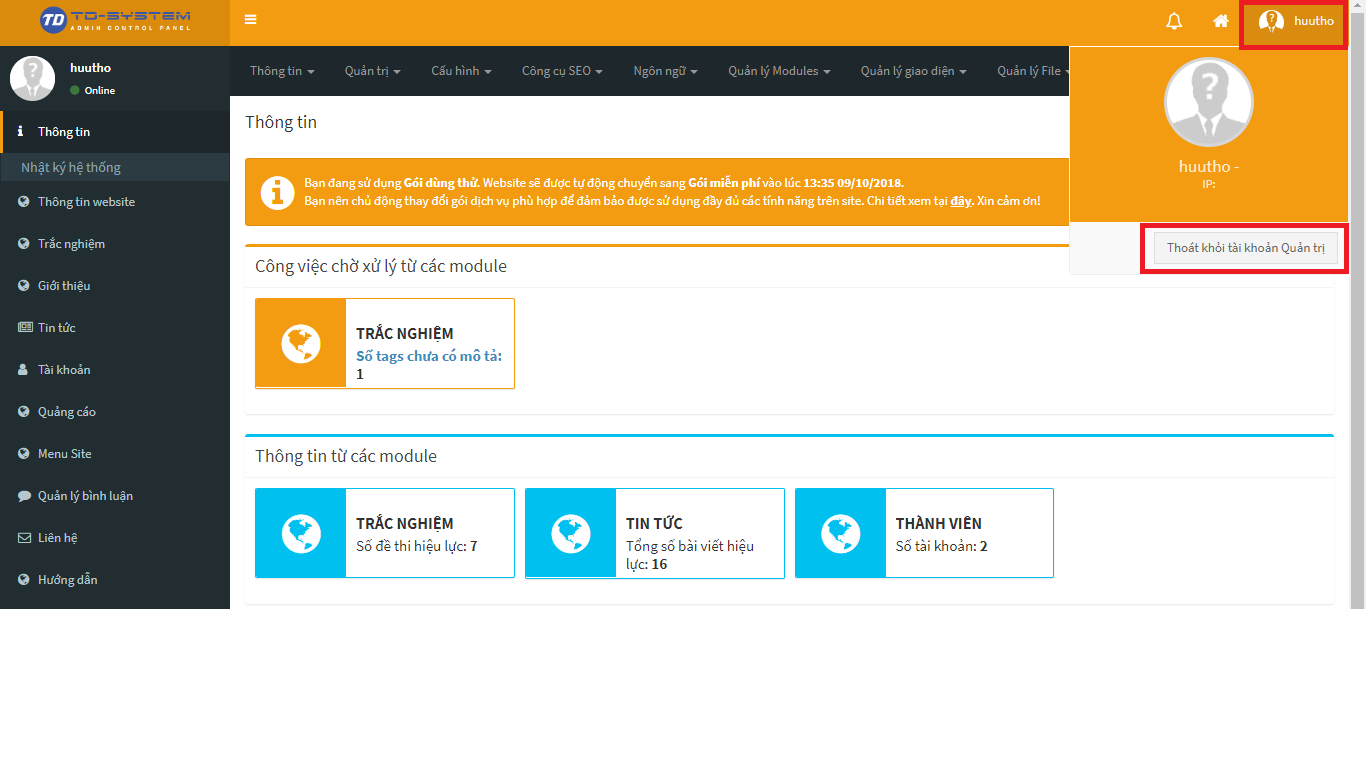 TD TD-SYSTEM
ADMIN CONTROL PANEL
huutho
huutho
Online
Thông tin
Nhật ký hệ thống
Thông tin website
Trắc nghiệm
Giới thiệu
Tin tức
Tài khoản
Quảng cáo
Menu Site
Quản lý bình luận
Liên hệ
Hướng dẫn
Thông tin Quản trị Cấu hình Công cụ SEO Ngôn ngữ Quản lý Modules Quản lý giao diện Quản lý File
huutho -
IP:
Thoát khỏi tài khoản Quản trị
Thông tin
Bạn đang sử dụng Gói dùng thử. Website sẽ được tự động chuyển sang Gói miễn phí vào lúc 13:35 09/10/2018.
Bạn nên chủ động thay đổi gói dịch vụ phù hợp để đảm bảo được sử dụng đầy đủ các tính năng trên site. Chi tiết xem tại đây. Xin cảm ơn!
Công việc chờ xử lý từ các module
TRẮC NGHIỆM
Số tags chưa có mô tả:
1
Thông tin từ các module
TRẮC NGHIỆM
Số đề thi hiệu lực: 7
TIN TỨC
Tổng số bài viết hiệu
lực: 16
THÀNH VIÊN
Số tài khoản: 2